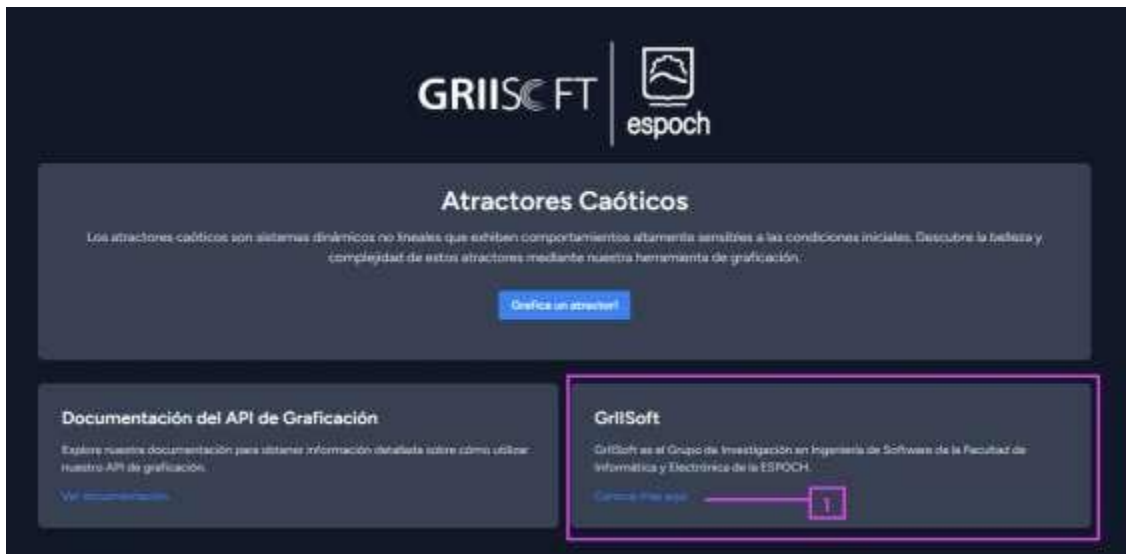 GRIISOFT
espoch
Atractores Caóticos
Los atractores caóticos son sistemas dinámicos no lineales que exhiben comportamientos altamente sensibles a las condiciones iniciales. Descubre la belleza y
complejidad de estos atractores mediante nuestra herramienta de graficación.
Grafica un atractor!
Documentación del API de Graficación
Explora nuestra documentación para obtener información detallada sobre cómo utilizar
nuestro API de graficación.
Ver documentación
GrIISoft
GrIISoft es el Grupo de Investigación en Ingeniería de Software de la Facultad de
Informática y Electrónica de la ESPOCH.
Conoce más aquí
1